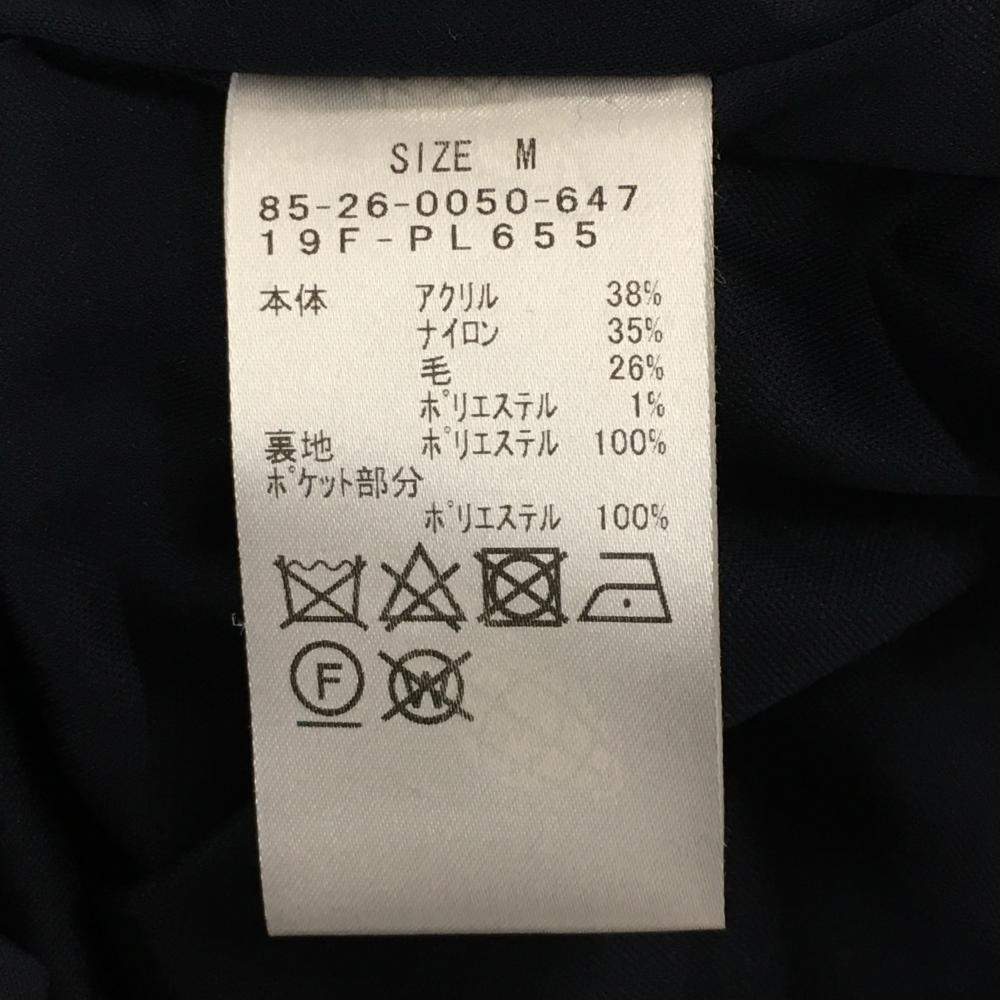 SIZE M
85-26-0050-647
19F-PL655
本体 アクリル 38%
ナイロン 35%
毛 26%
ポリエステル 1%
裏地 ポリエステル 100%
ポケット部分
ポリエステル 100%
F W